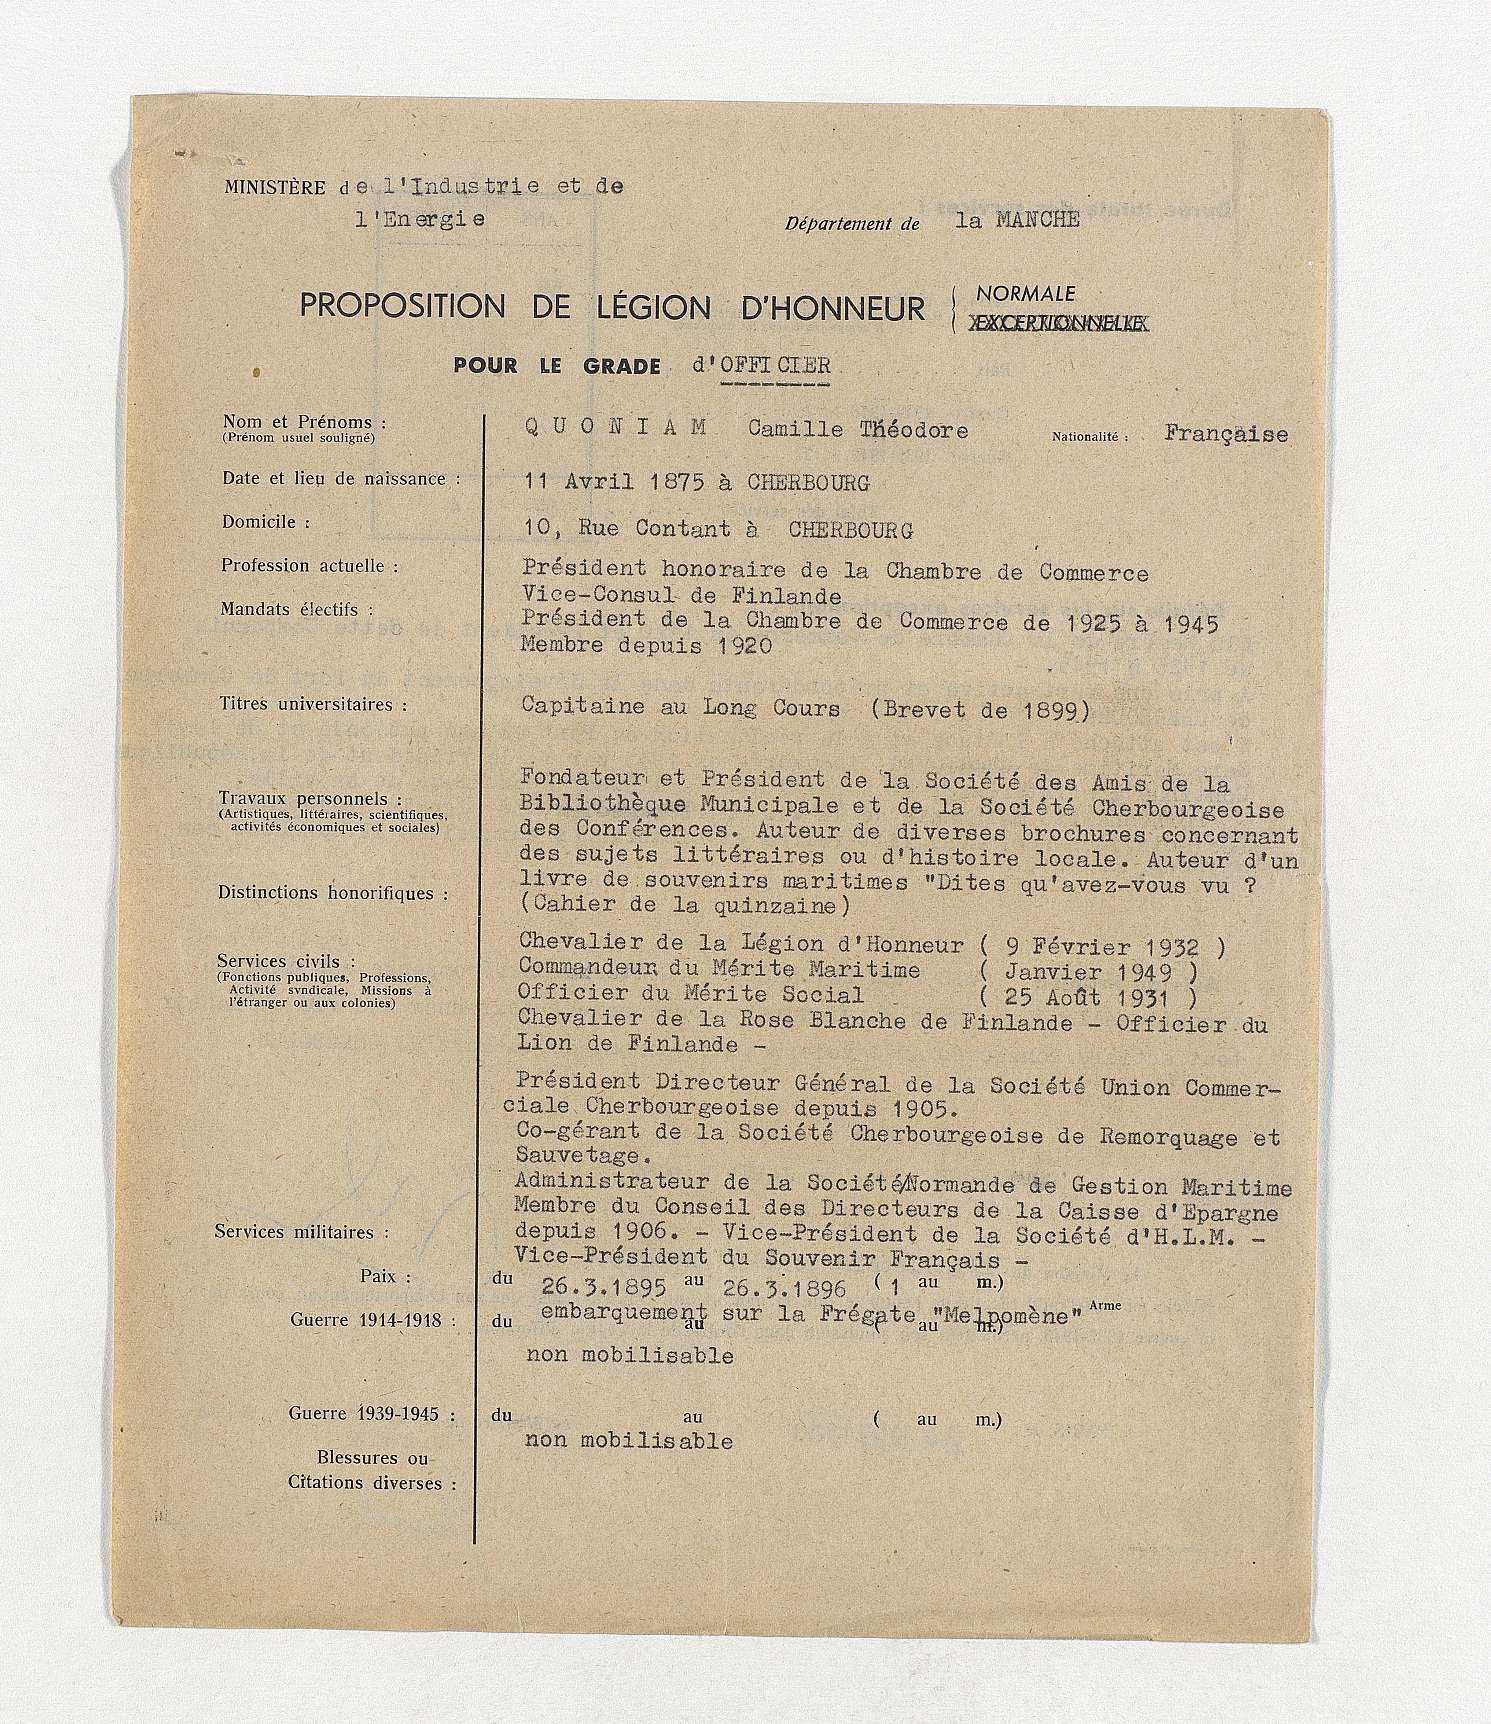 MINISTÈRE de l'Industrie et de
l'Energie
Département de la MANCHE
PROPOSITION DE LÉGION D'HONNEUR { NORMALE
EXCEPTIONNELLE
POUR LE GRADE d'OFFICIER
Nom et Prénoms : QUONIAM Camille Théodore Nationalité : Française
(Prénom usuel souligné)
Date et lieu de naissance : 11 Avril 1875 à CHERBOURG
Domicile : 10, Rue Contant à CHERBOURG
Profession actuelle : Président honoraire de la Chambre de Commerce
Vice-Consul de Finlande
Mandats électifs : Président de la Chambre de Commerce de 1925 à 1945
Membre depuis 1920
Titres universitaires : Capitaine au Long Cours (Brevet de 1899)
Travaux personnels :
(Artistiques, littéraires, scientifiques,
activités économiques et sociales)
Fondateur et Président de la Société des Amis de la
Bibliothèque Municipale et de la Société Cherbourgeoise
des Conférences. Auteur de diverses brochures concernant
des sujets littéraires ou d'histoire locale. Auteur d'un
livre de souvenirs maritimes "Dites qu'avez-vous vu ?
(Cahier de la quinzaine)
Distinctions honorifiques :
Chevalier de la Légion d'Honneur ( 9 Février 1932 )
Commandeur du Mérite Maritime ( Janvier 1949 )
Officier du Mérite Social ( 25 Août 1931 )
Chevalier de la Rose Blanche de Finlande - Officier du
Lion de Finlande -
Services civils :
(Fonctions publiques, Professions,
Activité syndicale, Missions à
l'étranger ou aux colonies)
Président Directeur Général de la Société Union Commer-
ciale Cherbourgeoise depuis 1905.
Co-gérant de la Société Cherbourgeoise de Remorquage et
Sauvetage.
Administrateur de la Société/Normande de Gestion Maritime
Membre du Conseil des Directeurs de la Caisse d'Epargne
depuis 1906. - Vice-Président de la Société d'H.L.M. -
Vice-Président du Souvenir Français -
Services militaires :
Paix : du 26.3.1895 au 26.3.1896 ( 1 au m.)
embarquement sur la Frégate "Melpomène" Arme
Guerre 1914-1918 : du au ( au m.)
non mobilisable
Guerre 1939-1945 : du au ( au m.)
non mobilisable
Blessures ou
Citations diverses :